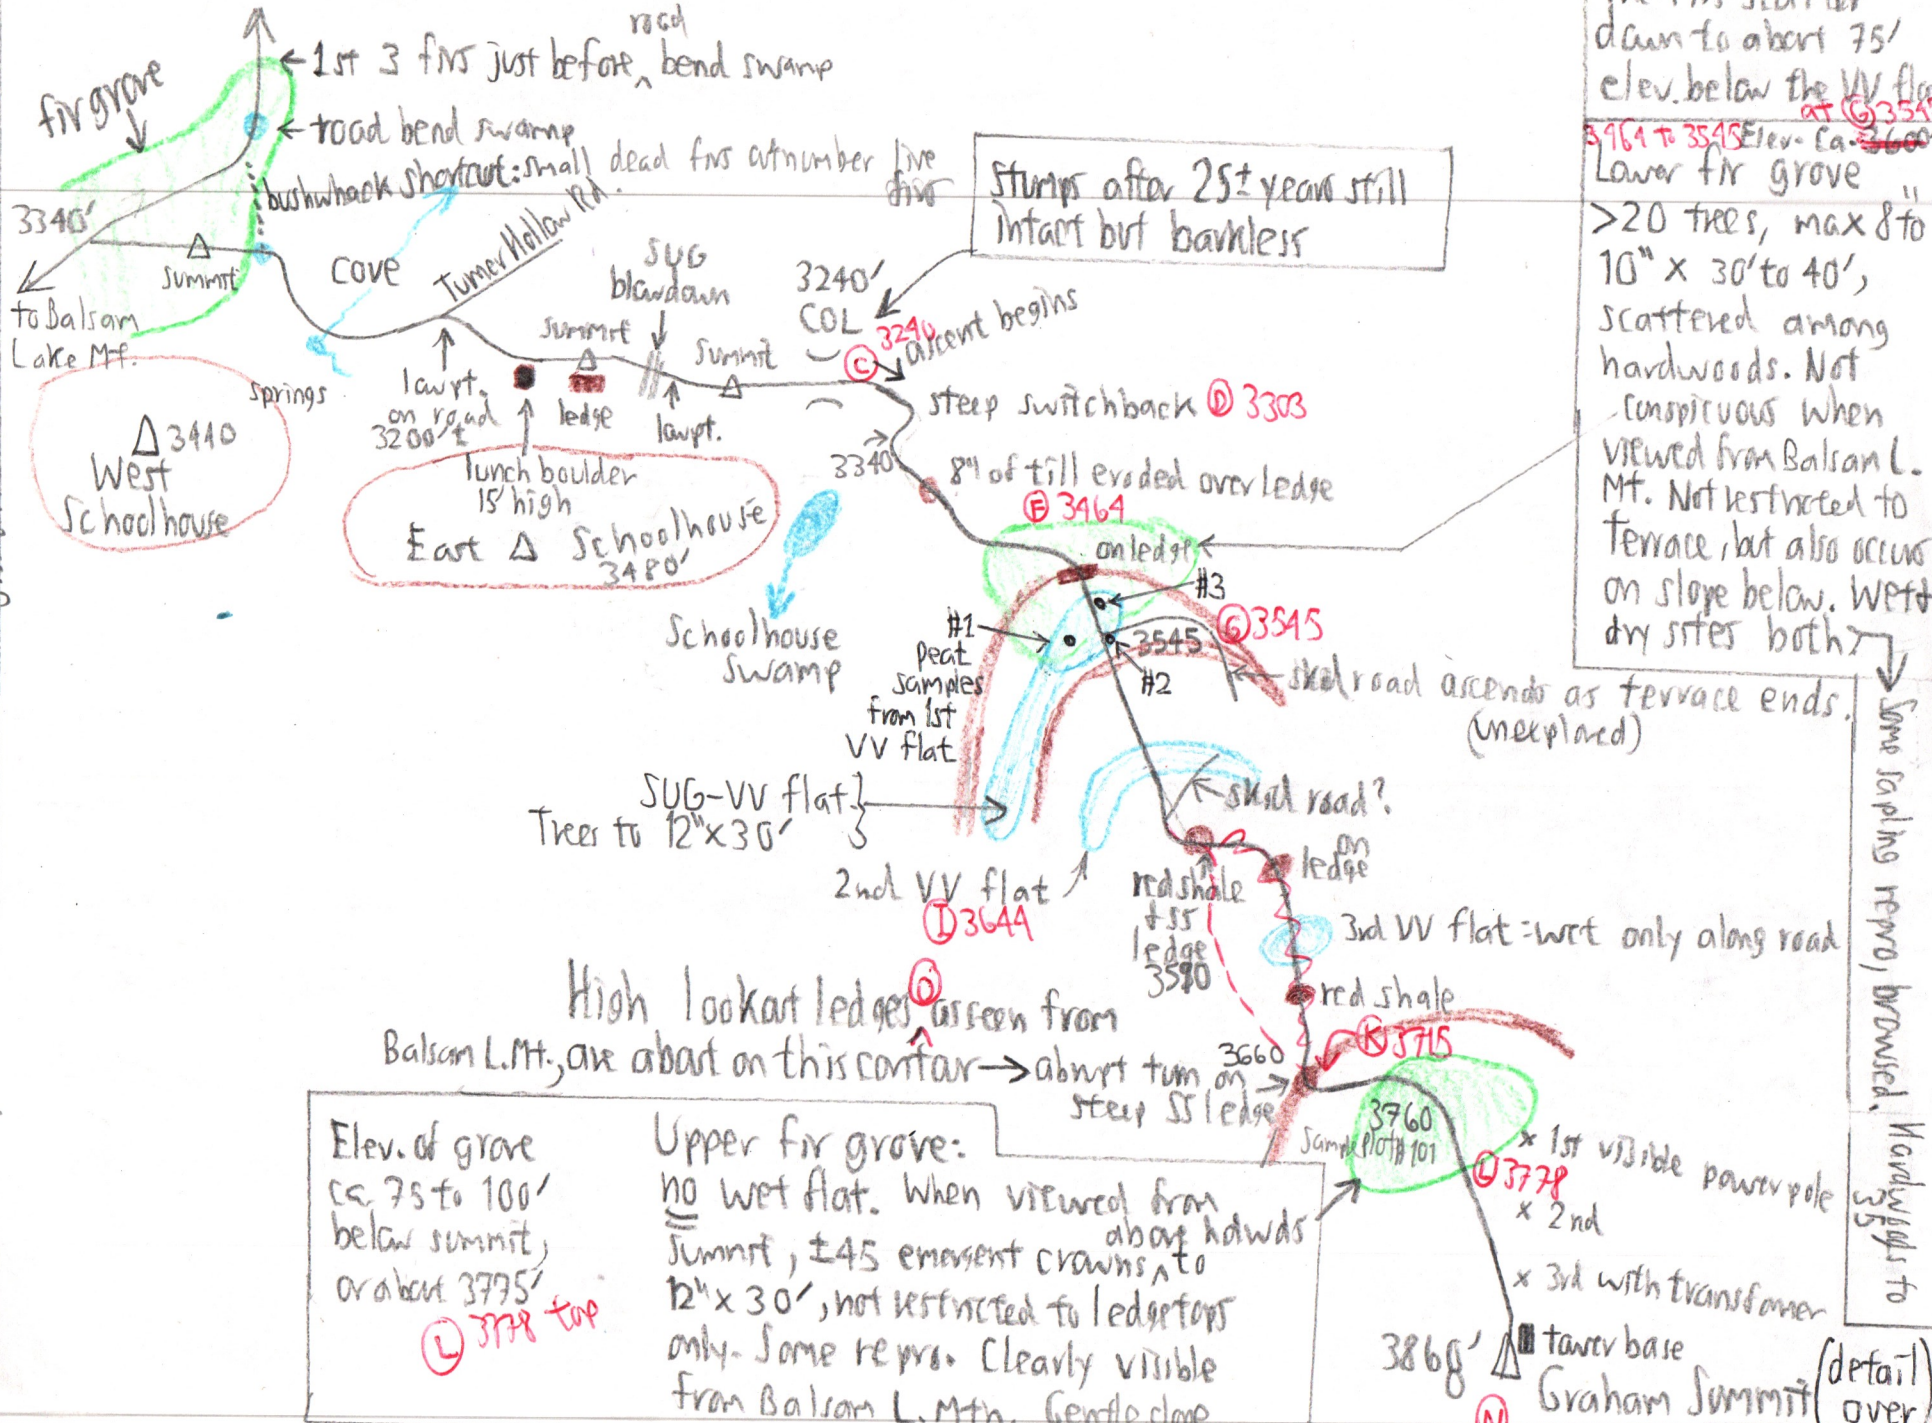 road
← 1st 3 firs just before ^ bend swamp
fir grove
← road bend swamp
bushwhack shortcut: small dead firs outnumber live
firs
3340'
summit
to Balsam
Lake Mt.
cove
Turner Hollow Rd.
springs
lowpt.
on road
3200'±
SUG
blowdown
summit
ledge
lowpt.
summit
3240'
COL
C 3240
ascent begins
Stumps after 25± years still
intact but barkless
lunch boulder
15' high
△ 3440
West
Schoolhouse
East △ Schoolhouse
3480'
steep switchback D 3303
3340
8" of till eroded over ledge
E 3464
on ledge
Schoolhouse
swamp
#3
#1
peat
samples
from 1st
VV flat
3545
G 3545
#2
skid road ascends as terrace ends.
(unexplored)
SUG-VV flat
Trees to 12"x30'
skid road?
2nd VV flat
I 3644
red shale
+ss
ledge
3590
on
ledge
3rd VV flat = wet only along road
red shale
High lookout ledges O ^ as seen from
Balsam L. Mt., are about on this contour → abrupt turn on
steep SS ledge
3660
K 3715
3760
Sample plot # 101
x 1st visible powerpole
L 3778
x 2nd
x 3rd with transformer
3868'
tower base
Graham Summit (detail
over
N
Elev. of grove
ca 75 to 100'
below summit,
or about 3775'
L 3778 top
Upper fir grove:
no wet flat. When viewed from
summit, ±45 emergent crowns ^ to
above hdwds
12"x30', not restricted to ledgetops
only. Some repro. Clearly visible
from Balsam L. Mtn. Gentle slope
down to about 75'
elev. below the VV
at G
3464 to 3545 Elev. Ca. 3600
Lower fir grove
>20 trees, max 8 to
10" x 30' to 40',
scattered among
hardwoods. Not
conspicuous when
viewed from Balsam L.
Mt. Not restricted to
terrace, but also occurs
on slope below. Wet +
dry sites both
Some sapling repro, browsed. Hardwoods to
35'